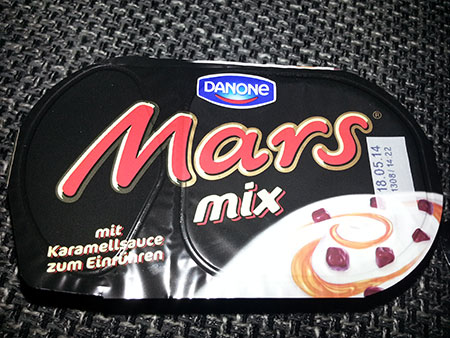 DANONE
Mars®
mix
mit
Karamellsauce
zum Einrühren
18.05.14
1308/14:22